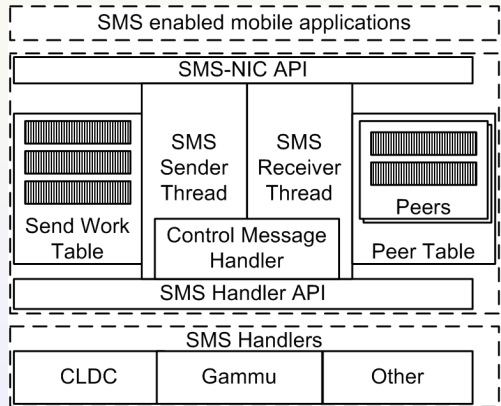 SMS enabled mobile applications
SMS-NIC API
Send Work
Table
SMS
Sender
Thread
SMS
Receiver
Thread
Control Message
Handler
Peers
Peer Table
SMS Handler API
SMS Handlers
CLDC
Gammu
Other